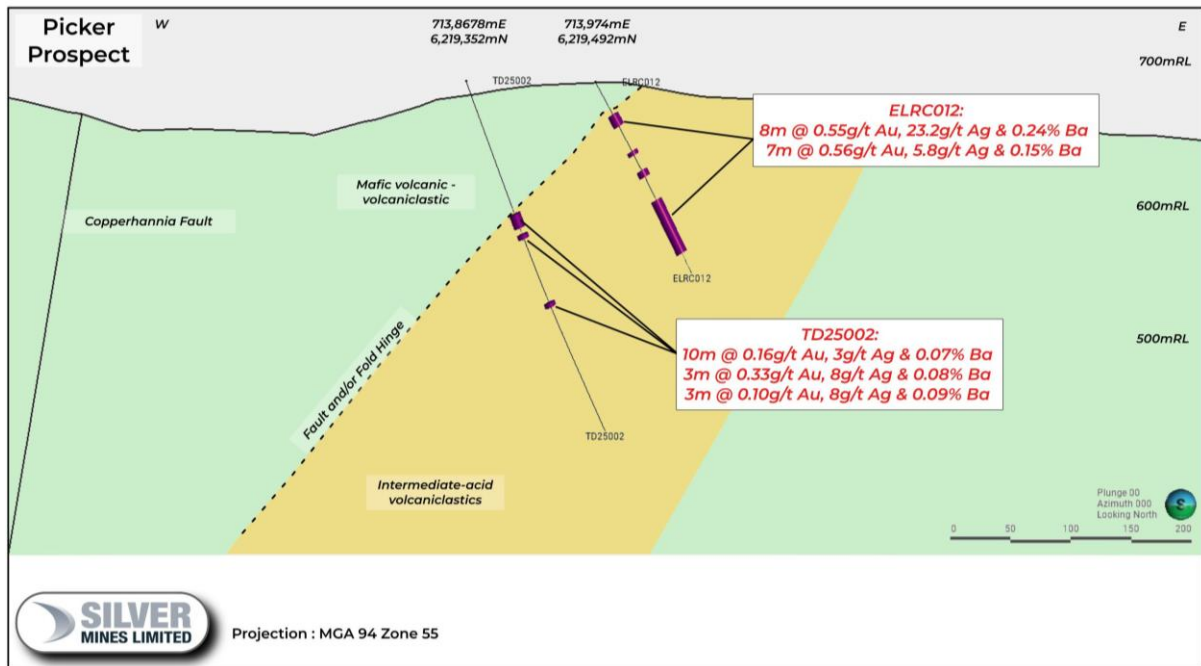 Picker
Prospect
W
713,8678mE
6,219,352mN
713,974mE
6,219,492mN
E
700mRL
TD25002
ELRC012
ELRC012:
8m @ 0.55g/t Au, 23.2g/t Ag & 0.24% Ba
7m @ 0.56g/t Au, 5.8g/t Ag & 0.15% Ba
Mafic volcanic -
volcaniclastic
Copperhannia Fault
600mRL
ELRC012
TD25002:
10m @ 0.16g/t Au, 3g/t Ag & 0.07% Ba
3m @ 0.33g/t Au, 8g/t Ag & 0.08% Ba
3m @ 0.10g/t Au, 8g/t Ag & 0.09% Ba
500mRL
Fault and/or Fold Hinge
TD25002
Intermediate-acid
volcaniclastics
Plunge 00
Azimuth 000
Looking North
S
0 50 100 150 200
SILVER
MINES LIMITED
Projection : MGA 94 Zone 55